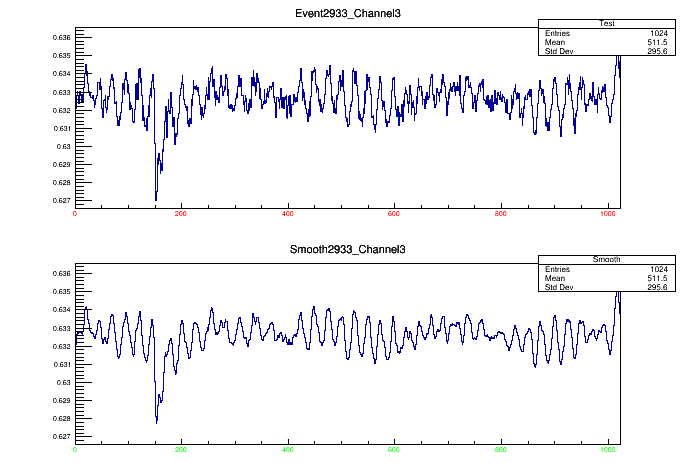 Event2933_Channel3
Test
Entries 1024
Mean 511.5
Std Dev 295.6
0.636
0.635
0.634
0.633
0.632
0.631
0.63
0.629
0.628
0.627
0 200 400 600 800 1000
Smooth2933_Channel3
Smooth
Entries 1024
Mean 511.5
Std Dev 295.6
0.636
0.635
0.634
0.633
0.632
0.631
0.63
0.629
0.628
0.627
0 200 400 600 800 1000